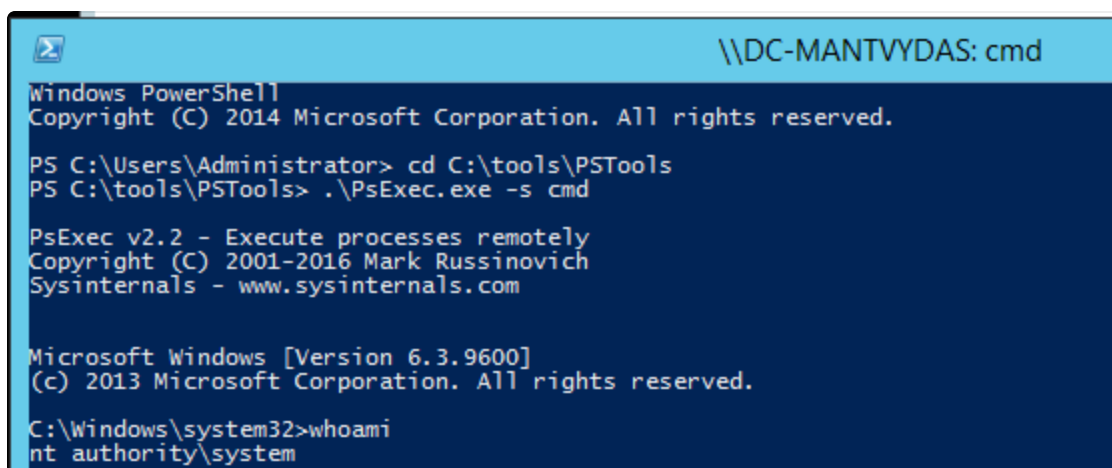 \\DC-MANTVYDAS: cmd
Windows PowerShell
Copyright (C) 2014 Microsoft Corporation. All rights reserved.
PS C:\Users\Administrator> cd C:\tools\PSTools
PS C:\tools\PSTools> .\PsExec.exe -s cmd
PsExec v2.2 - Execute processes remotely
Copyright (C) 2001-2016 Mark Russinovich
Sysinternals - www.sysinternals.com
Microsoft Windows [Version 6.3.9600]
(c) 2013 Microsoft Corporation. All rights reserved.
C:\Windows\system32>whoami
nt authority\system